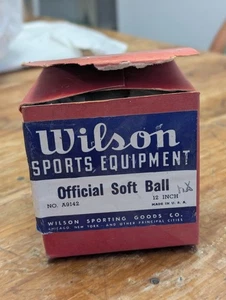 Wilson
SPORTS EQUIPMENT
Official Soft Ball
NO. A9142 12 INCH
MADE IN U.S.A.
WILSON SPORTING GOODS CO.
CHICAGO NEW YORK AND OTHER PRINCIPAL CITIES